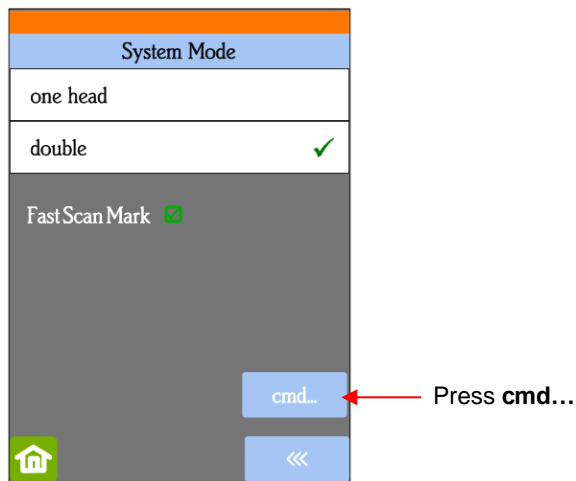 System Mode
one head
double
Fast Scan Mark
cmd...
Press cmd…
<<<